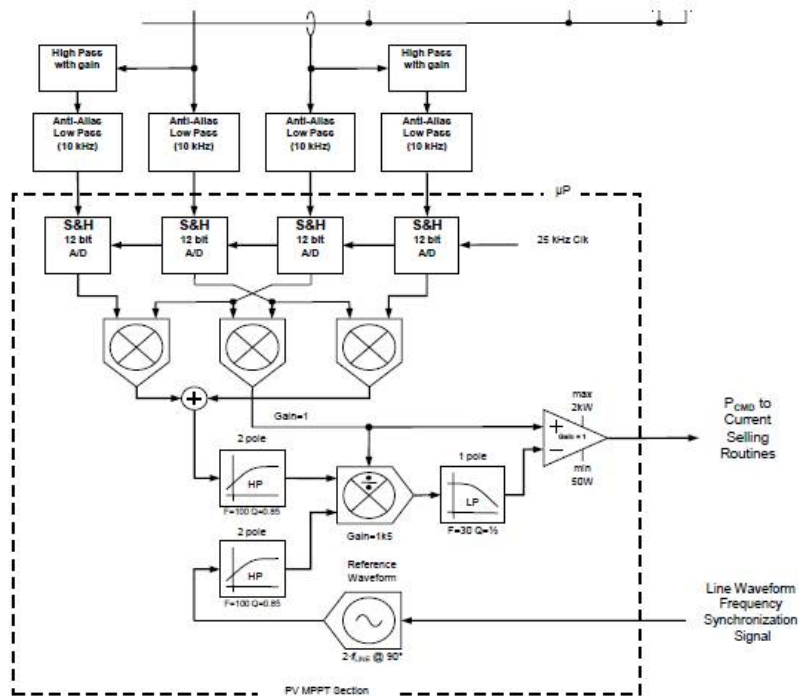 High Pass
with gain
High Pass
with gain
Anti-Alias
Low Pass
(10 kHz)
Anti-Alias
Low Pass
(10 kHz)
Anti-Alias
Low Pass
(10 kHz)
Anti-Alias
Low Pass
(10 kHz)
µP
S&H
12 bit
A/D
S&H
12 bit
A/D
S&H
12 bit
A/D
S&H
12 bit
A/D
25 kHz Clk
Gain=1
max
2kW
+
Gain = 1
−
min
50W
PCMD to
Current
Selling
Routines
2 pole
HP
F=100 Q=0.85
Gain=1k5
1 pole
LP
F=30 Q=½
2 pole
HP
F=100 Q=0.85
Reference
Waveform
2·fLINE @ 90°
Line Waveform
Frequency
Synchronization
Signal
PV MPPT Section